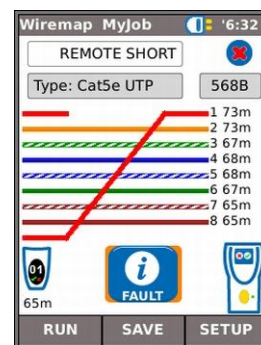 Wiremap MyJob '6:32
REMOTE SHORT
Type: Cat5e UTP 568B
1 73m
2 73m
3 67m
4 68m
5 68m
6 67m
7 65m
8 65m
01
i
65m
FAULT
RUN SAVE SETUP